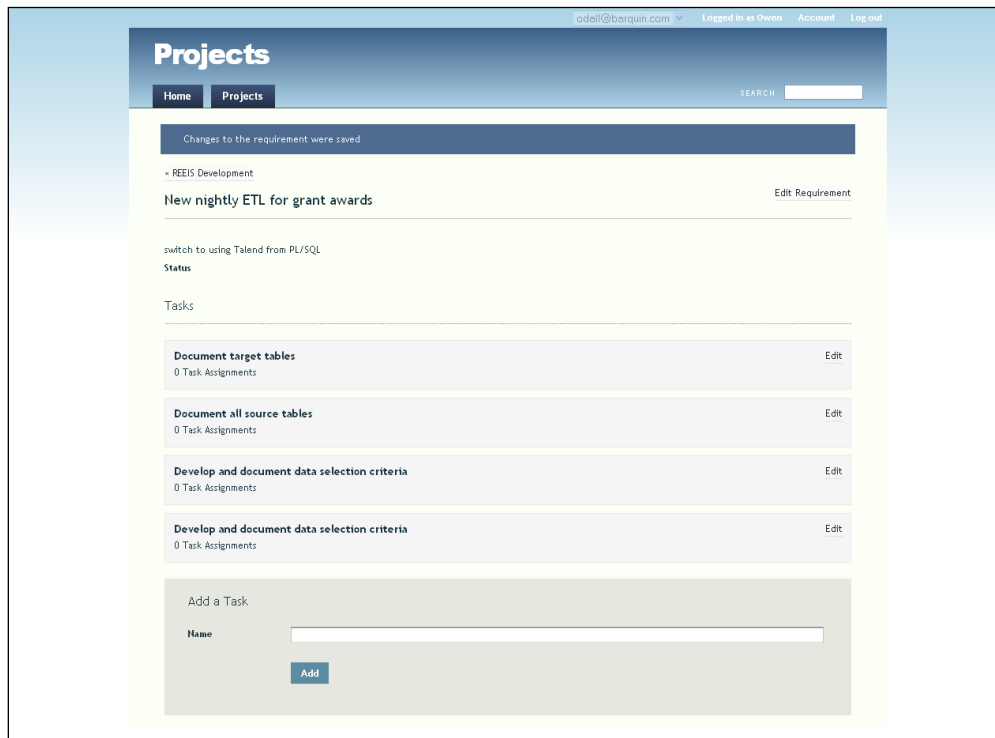 odall@barquin.com Logged in as Owen Account Log out
Projects
Home Projects SEARCH
Changes to the requirement were saved
« REEIS Development
New nightly ETL for grant awards Edit Requirement
switch to using Talend from PL/SQL
Status
Tasks
Document target tables Edit
0 Task Assignments
Document all source tables Edit
0 Task Assignments
Develop and document data selection criteria Edit
0 Task Assignments
Develop and document data selection criteria Edit
0 Task Assignments
Add a Task
Name
Add